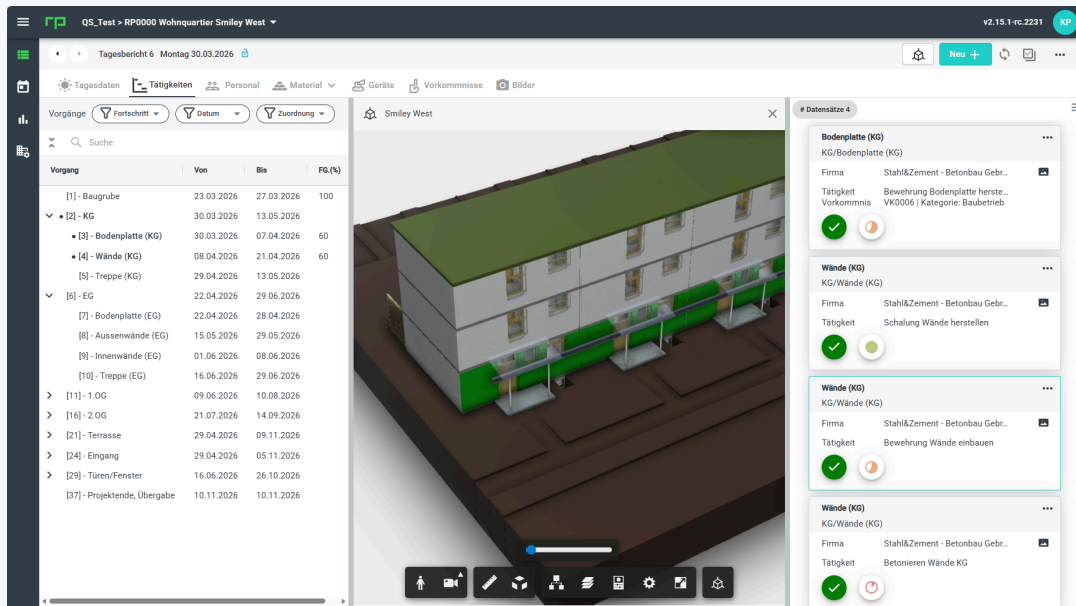 rp QS_Test > RP0000 Wohnquartier Smiley West v2.15.1-rc.2231 KP
Tagesbericht 6 Montag 30.03.2026 Neu +
Tagesdaten Tätigkeiten Personal Material Geräte Vorkommnisse Bilder
Vorgänge Fortschritt Datum Zuordnung
Suche
Vorgang Von Bis FG.(%)
[1] - Baugrube 23.03.2026 27.03.2026 100
[2] - KG 30.03.2026 13.05.2026
[3] - Bodenplatte (KG) 30.03.2026 07.04.2026 60
[4] - Wände (KG) 08.04.2026 21.04.2026 60
[5] - Treppe (KG) 29.04.2026 13.05.2026
[6] - EG 22.04.2026 29.06.2026
[7] - Bodenplatte (EG) 22.04.2026 28.04.2026
[8] - Aussenwände (EG) 15.05.2026 29.05.2026
[9] - Innenwände (EG) 01.06.2026 08.06.2026
[10] - Treppe (EG) 16.06.2026 29.06.2026
[11] - 1.OG 09.06.2026 10.08.2026
[16] - 2.OG 21.07.2026 14.09.2026
[21] - Terrasse 29.04.2026 09.11.2026
[24] - Eingang 29.04.2026 05.11.2026
[29] - Türen/Fenster 16.06.2026 26.10.2026
[37] - Projektende, Übergabe 10.11.2026 10.11.2026
Smiley West
# Datensätze 4
Bodenplatte (KG)
KG/Bodenplatte (KG)
Firma Stahl&Zement - Betonbau Gebr...
Tätigkeit Bewehrung Bodenplatte herste...
Vorkommnis VK0006 | Kategorie: Baubetrieb
Wände (KG)
KG/Wände (KG)
Firma Stahl&Zement - Betonbau Gebr...
Tätigkeit Schalung Wände herstellen
Wände (KG)
KG/Wände (KG)
Firma Stahl&Zement - Betonbau Gebr...
Tätigkeit Bewehrung Wände einbauen
Wände (KG)
KG/Wände (KG)
Firma Stahl&Zement - Betonbau Gebr...
Tätigkeit Betonieren Wände KG